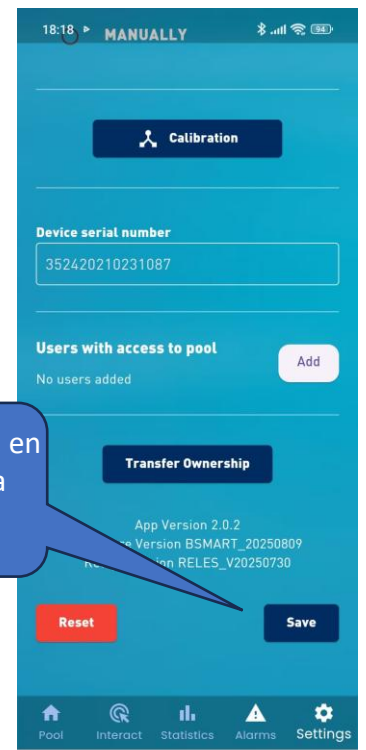 18:18
94
MANUALLY
Calibration
Device serial number
352420210231087
Users with access to pool
Add
No users added
en
a
Transfer Ownership
App Version 2.0.2
Version BSMART_20250809
RELES_V20250730
Reset
Save
Pool
Interact
Statistics
Alarms
Settings